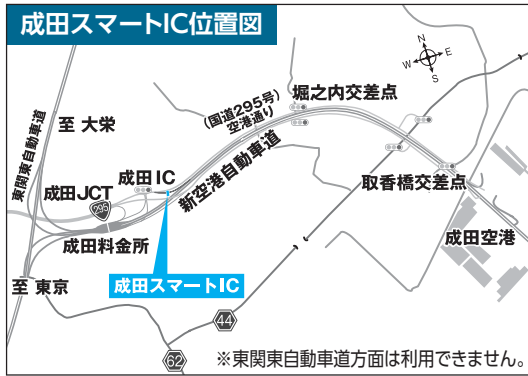 成田スマートIC位置図
N
W
E
S
堀之内交差点
(国道295号)
空港通り
至 大栄
東関東自動車道
新空港自動車道
成田IC
成田JCT
295
取香橋交差点
成田料金所
成田空港
至 東京
成田スマートIC
44
62
※東関東自動車道方面は利用できません。